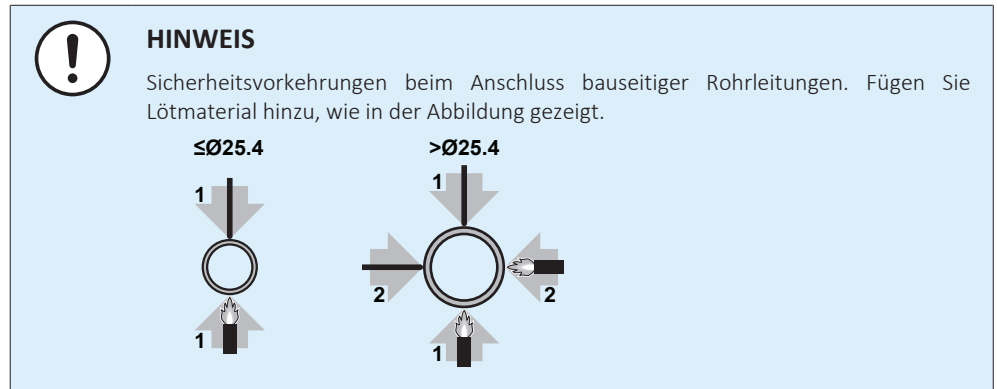 HINWEIS
Sicherheitsvorkehrungen beim Anschluss bauseitiger Rohrleitungen. Fügen Sie
Lötmaterial hinzu, wie in der Abbildung gezeigt.
≤Ø25.4
>Ø25.4
1
1
1
2
2
1